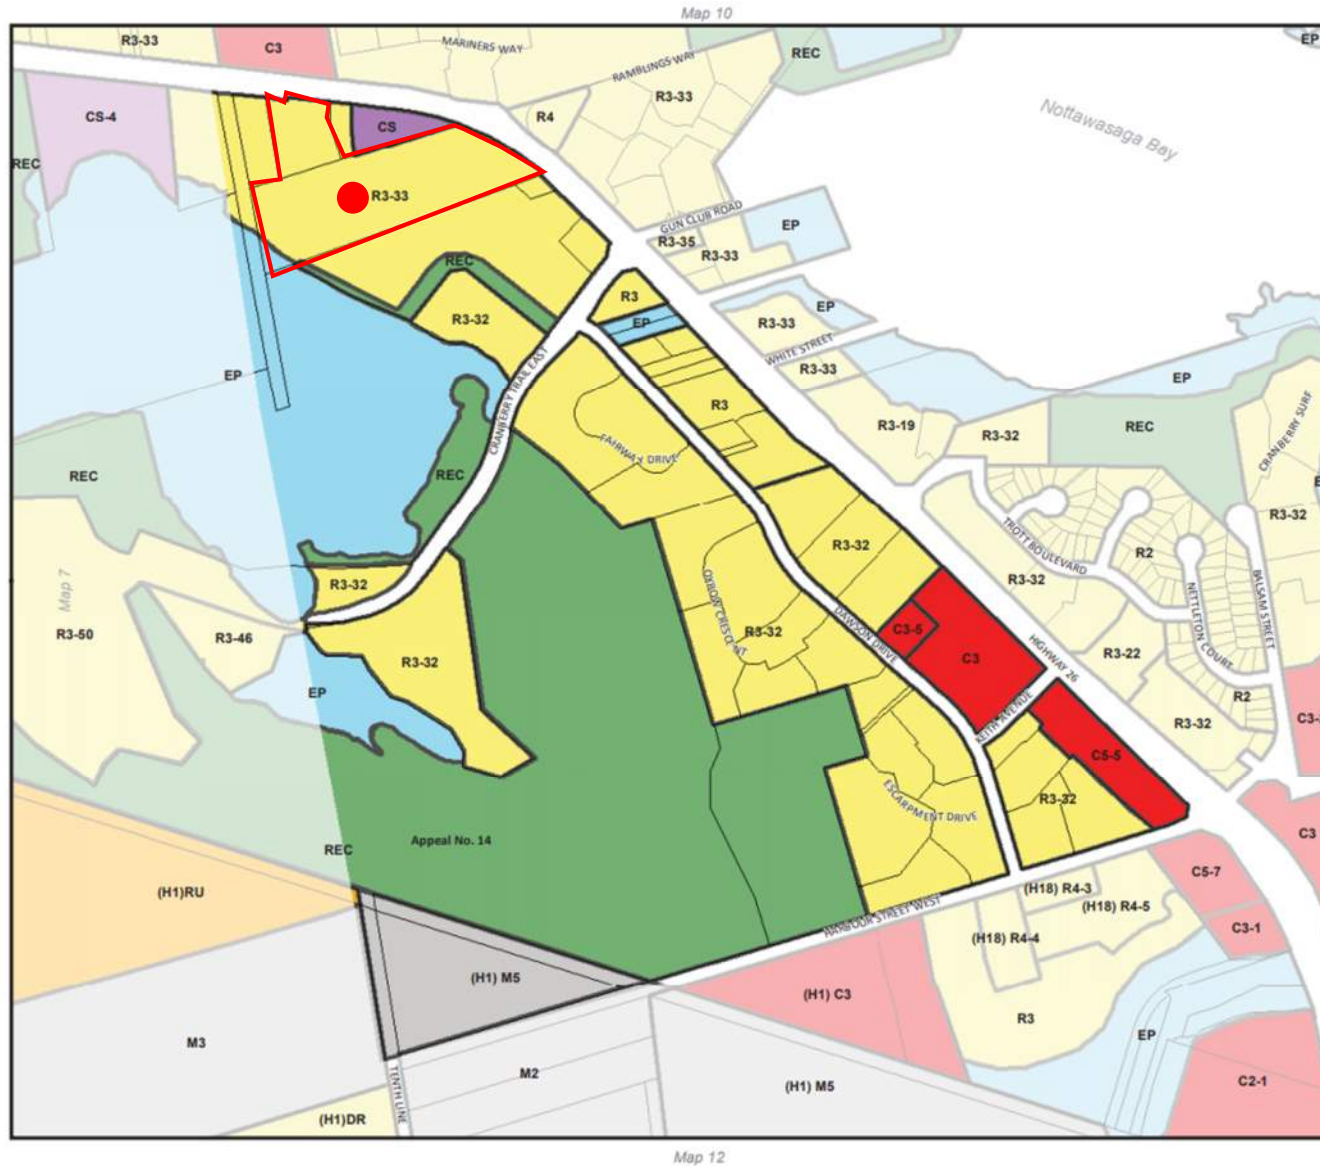 Map 10
R3-33
C3
MARINERS WAY
RAMBLINGS WAY
REC
EP
CS-4
CS
R4
R3-33
Nottawasaga Bay
REC
R3-33
GUN CLUB ROAD
EP
R3-35
R3-33
REC
R3
EP
R3-32
EP
R3-33
WHITE STREET
R3-33
EP
EP
CRANBERRY TRAIL EAST
R3
R3-19
R3-32
REC
CRANBERRY SURF
FAIRWAY DRIVE
REC
REC
R3-32
TROTT BOULEVARD
R2
R3-32
R3-32
R3-32
NETTLETON COURT
BALSAM STREET
Map 7
R3-50
R3-46
R3-32
OXBOW CRESCENT
R3-32
DAWSON DRIVE
C3-5
C3
HIGHWAY 26
R3-22
EP
R2
KEITH AVENUE
R3-32
C5-5
ESCARPMENT DRIVE
R3-32
C3
REC
Appeal No. 14
(H1)RU
C5-7
(H18) R4-3
(H18) R4-5
HARBOUR STREET WEST
(H18) R4-4
C3-1
(H1) M5
(H1) C3
R3
EP
M3
M2
(H1) M5
C2-1
TENTH LINE
(H1)DR
Map 12